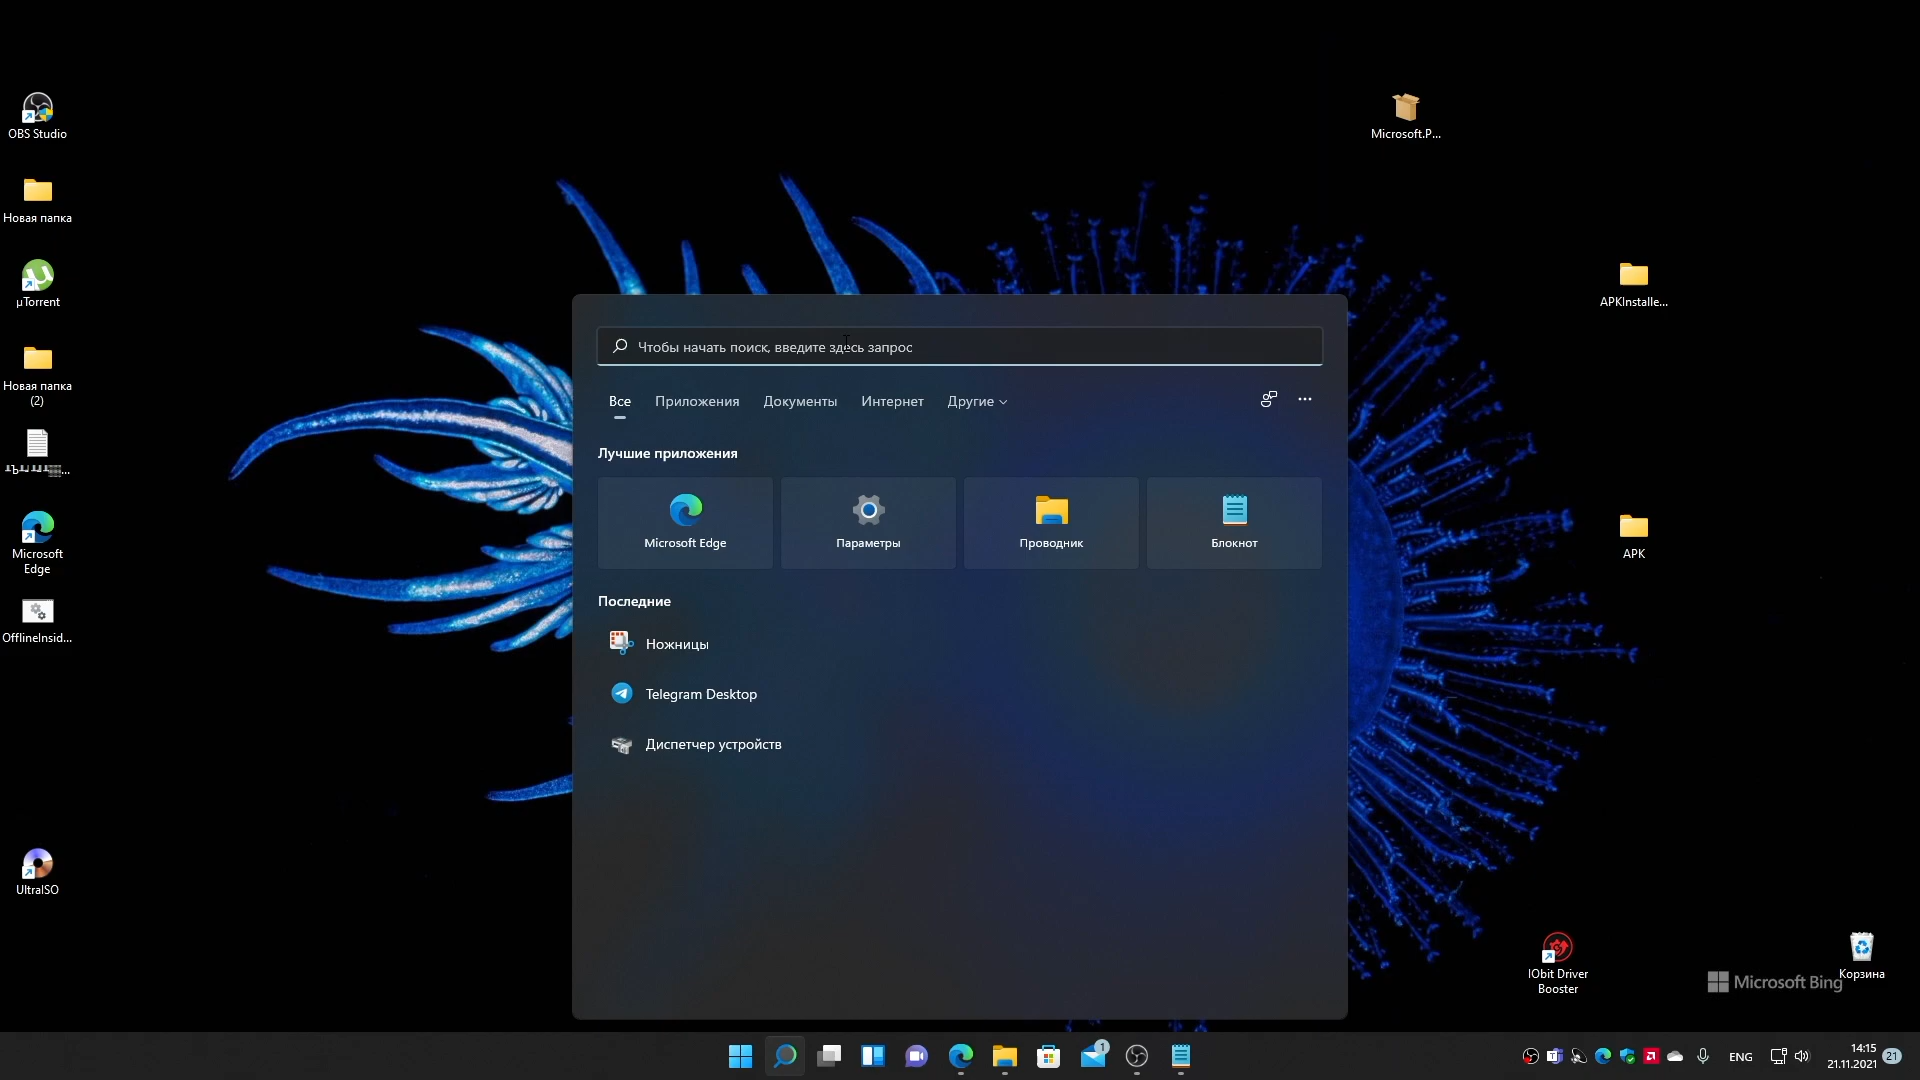 OBS Studio
Новая папка
µTorrent
Новая папка
(2)
Microsoft
Edge
OfflineInsid...
UltraISO
Microsoft.P...
APKInstalle...
APK
IObit Driver
Booster
Корзина
Microsoft Bing
Чтобы начать поиск, введите здесь запрос
Все
Приложения
Документы
Интернет
Другие
Лучшие приложения
Microsoft Edge
Параметры
Проводник
Блокнот
Последние
Ножницы
Telegram Desktop
Диспетчер устройств
1
ENG
14:15
21.11.2021
21